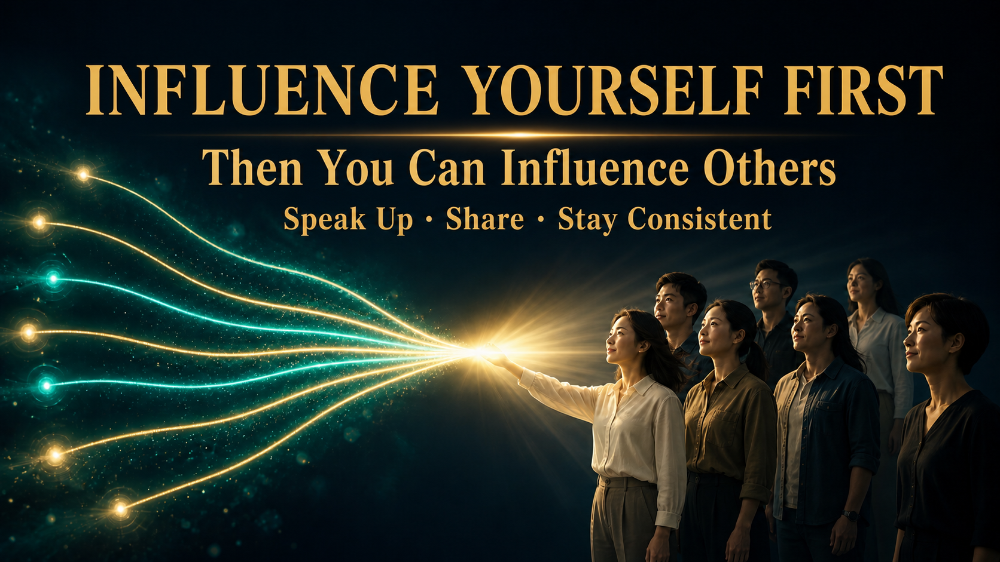 INFLUENCE YOURSELF FIRST
Then You Can Influence Others
Speak Up · Share · Stay Consistent